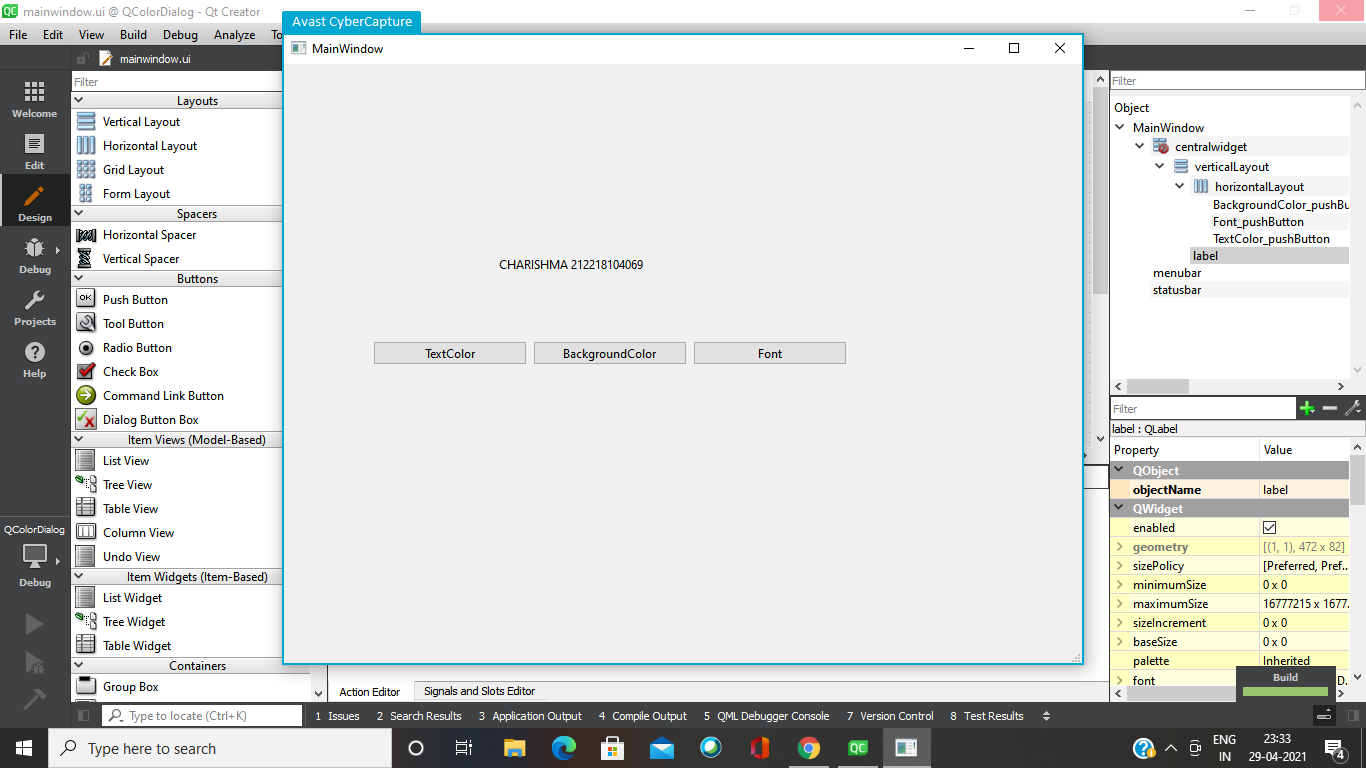 mainwindow.ui @ QColorDialog - Qt Creator
File Edit View Build Debug Analyze
Avast CyberCapture
MainWindow
mainwindow.ui
Filter
Layouts
Vertical Layout
Horizontal Layout
Grid Layout
Form Layout
Spacers
Horizontal Spacer
Vertical Spacer
Buttons
Push Button
Tool Button
Radio Button
Check Box
Command Link Button
Dialog Button Box
Item Views (Model-Based)
List View
Tree View
Table View
Column View
Undo View
Item Widgets (Item-Based)
List Widget
Tree Widget
Table Widget
Containers
Group Box
Welcome
Edit
Design
Debug
Projects
Help
QColorDialog
Debug
CHARISHMA 212218104069
TextColor BackgroundColor Font
Filter
Object
MainWindow
centralwidget
verticalLayout
horizontalLayout
BackgroundColor_pushBu
Font_pushButton
TextColor_pushButton
label
menubar
statusbar
Filter
label : QLabel
Property Value
QObject
objectName label
QWidget
enabled
geometry [(1, 1), 472 x 82]
sizePolicy [Preferred, Pref...
minimumSize 0 x 0
maximumSize 16777215 x 1677
sizeIncrement 0 x 0
baseSize 0 x 0
palette Inherited
font
Build
Action Editor Signals and Slots Editor
Type to locate (Ctrl+K) 1 Issues 2 Search Results 3 Application Output 4 Compile Output 5 QML Debugger Console 7 Version Control 8 Test Results
Type here to search
ENG
IN
23:33
29-04-2021
4